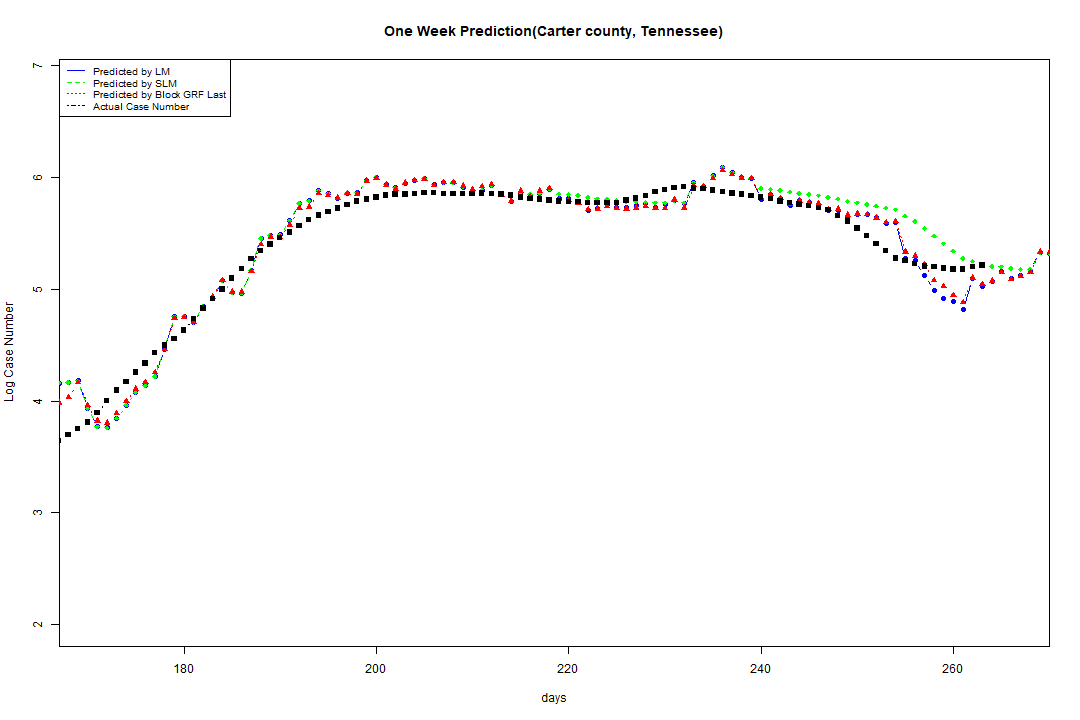 One Week Prediction(Carter county, Tennessee)
Predicted by LM
Predicted by SLM
Predicted by Block GRF Last
Actual Case Number
7
6
5
4
3
2
Log Case Number
180 200 220 240 260
days